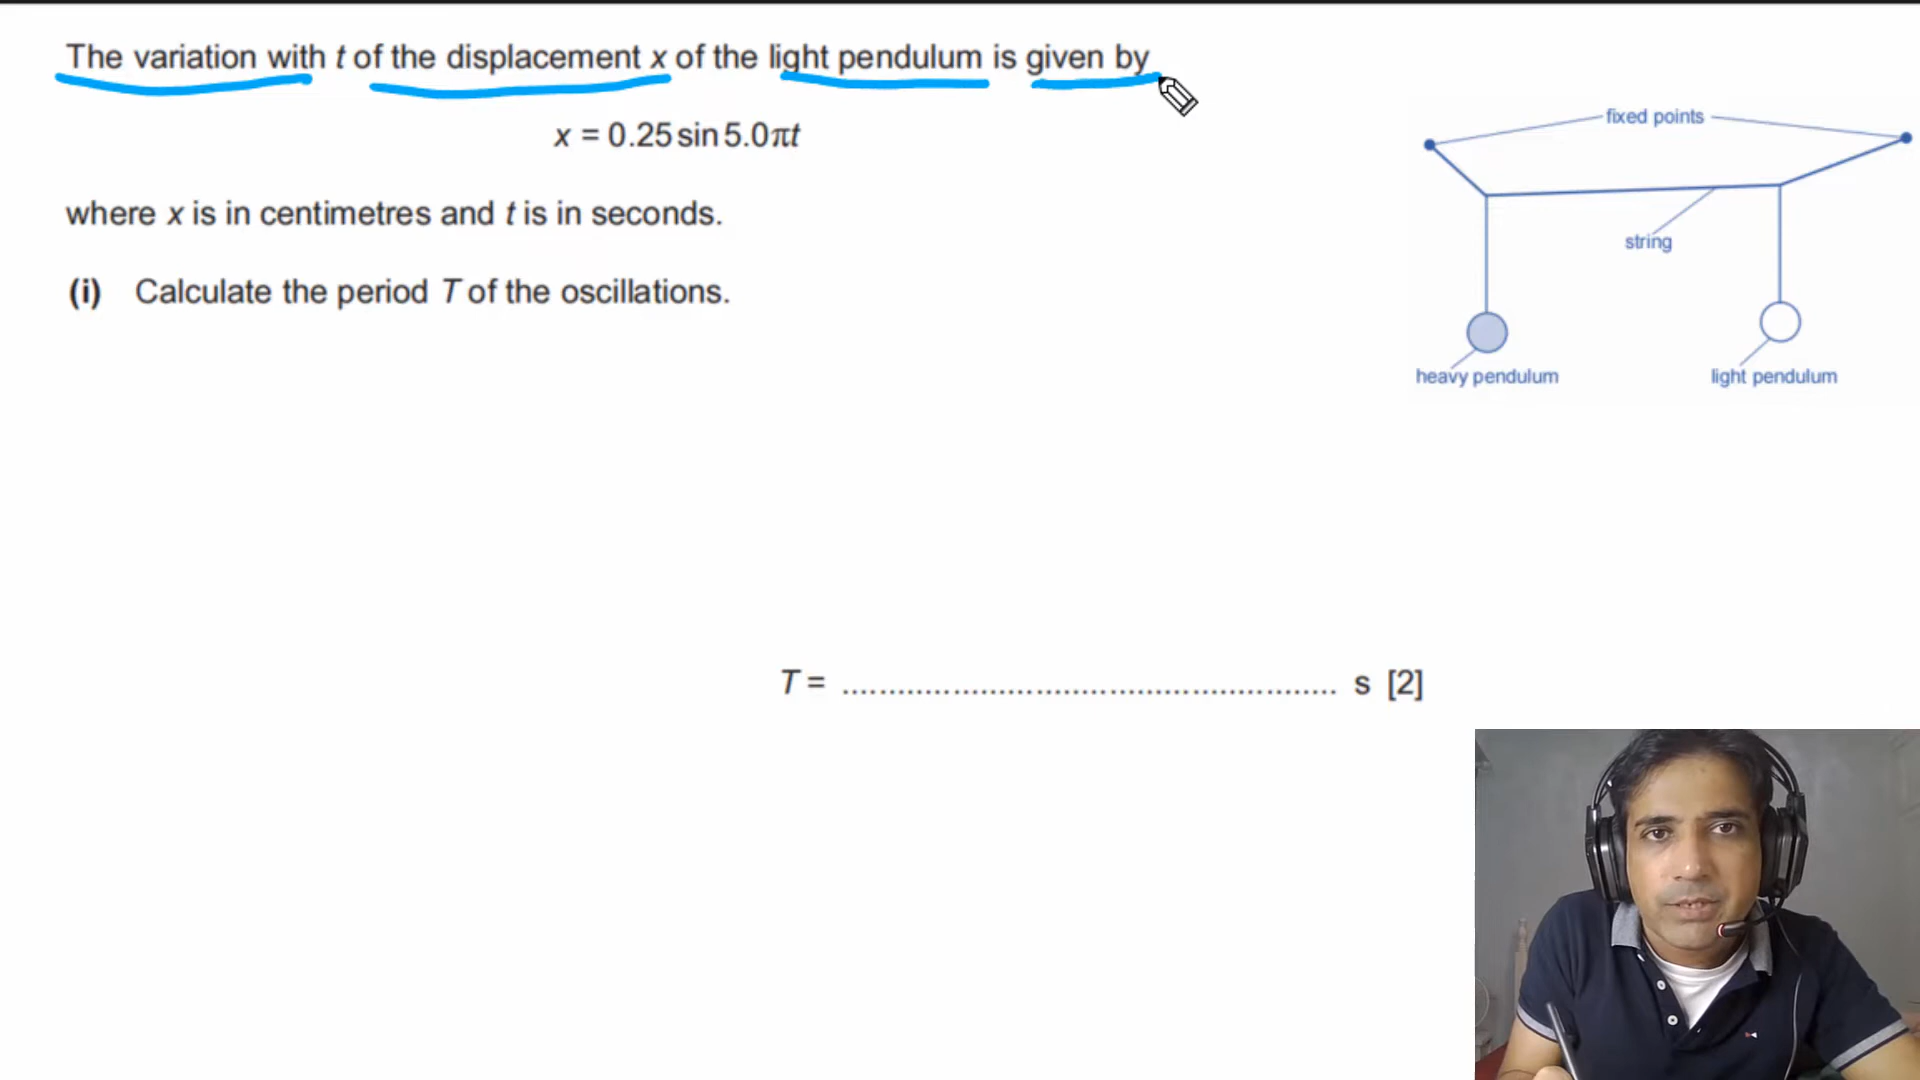 The variation with t of the displacement x of the light pendulum is given by
x = 0.25 sin 5.0πt
where x is in centimetres and t is in seconds.
(i) Calculate the period T of the oscillations.
fixed points
string
heavy pendulum
light pendulum
T = ...................................................... s [2]